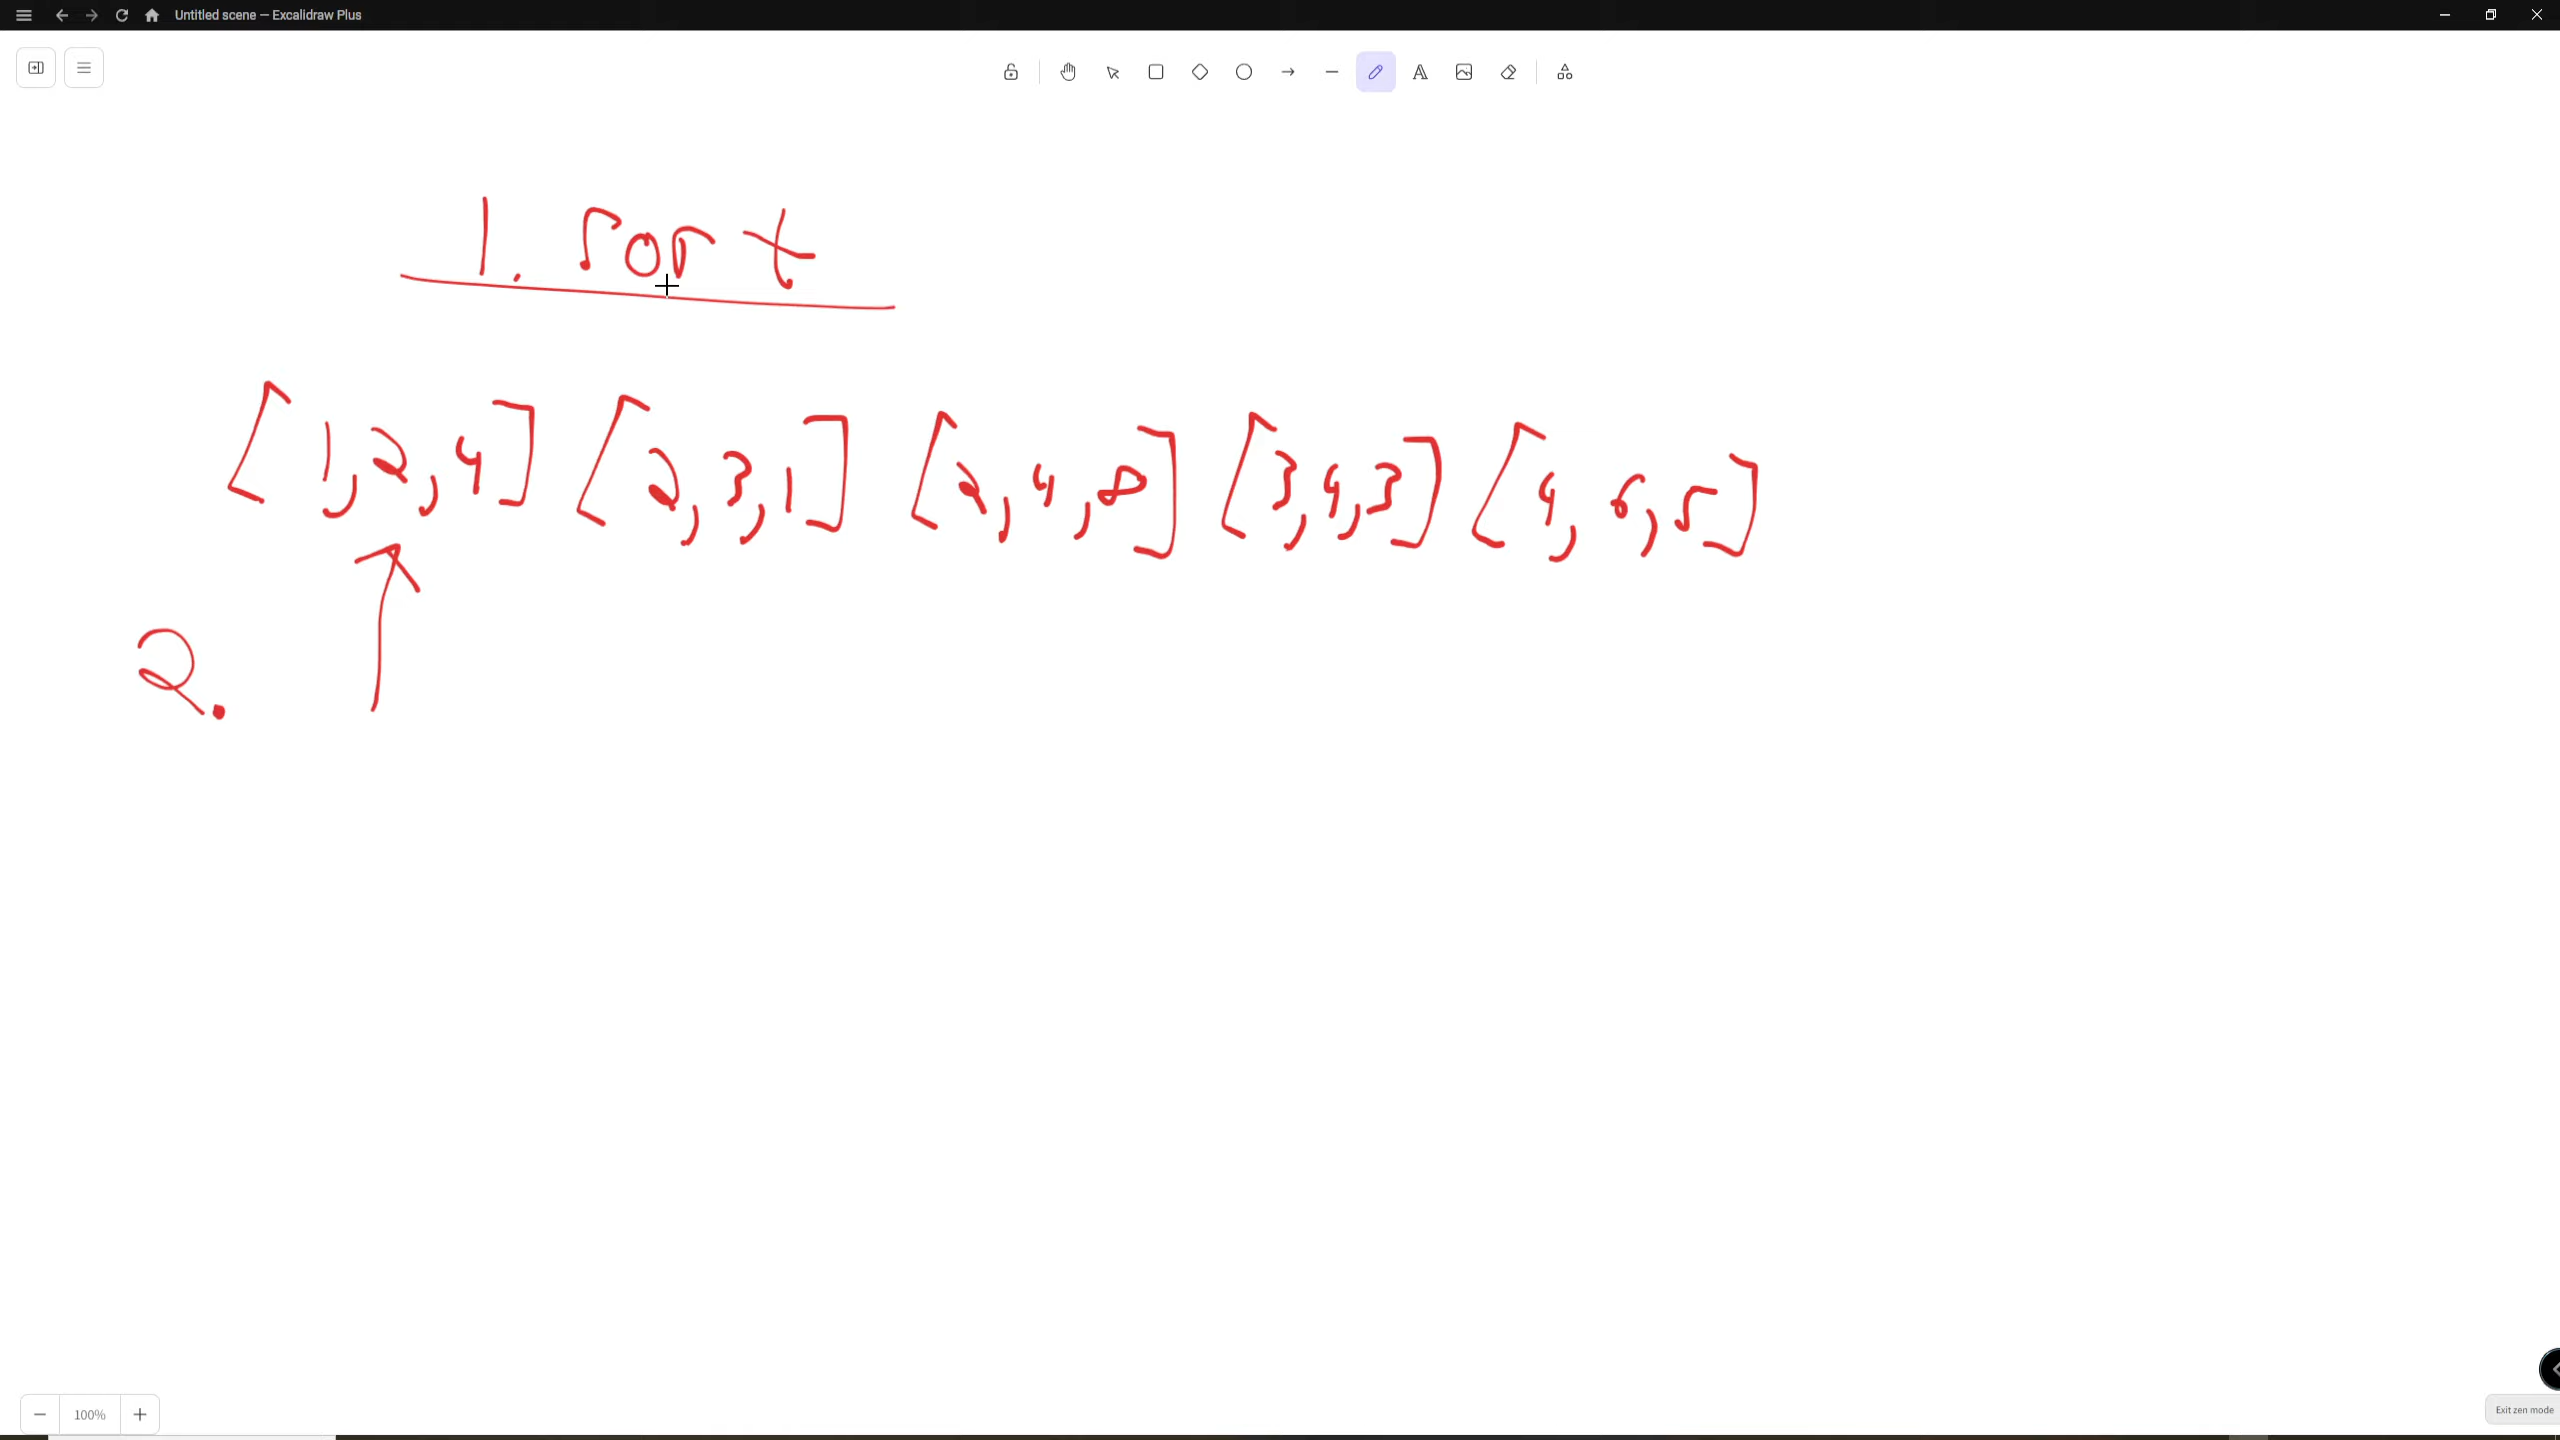 Untitled scene — Excalidraw Plus
1. sort
[1,2,4] [2,3,1] [2,4,8] [3,4,3] [4,6,5]
2.
100%
Exit zen mode